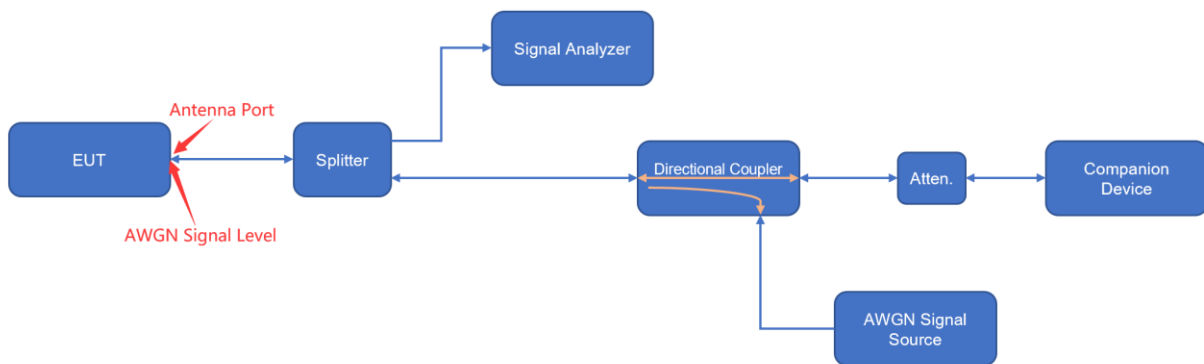 Signal Analyzer
Antenna Port
EUT
Splitter
Directional Coupler
Atten.
Companion
Device
AWGN Signal Level
AWGN Signal
Source